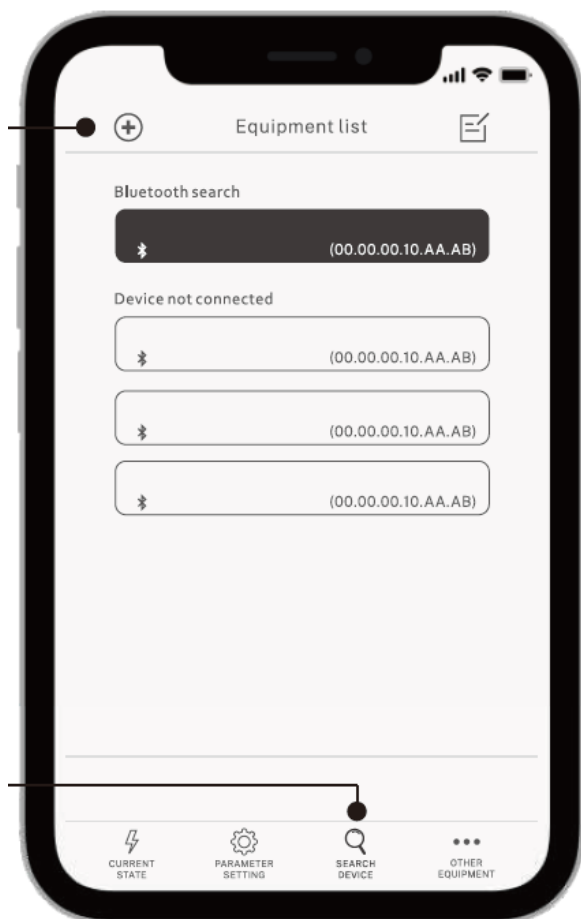 Equipment list
Bluetooth search
(00.00.00.10.AA.AB)
Device not connected
(00.00.00.10.AA.AB)
(00.00.00.10.AA.AB)
(00.00.00.10.AA.AB)
CURRENT STATE
PARAMETER SETTING
SEARCH DEVICE
OTHER EQUIPMENT